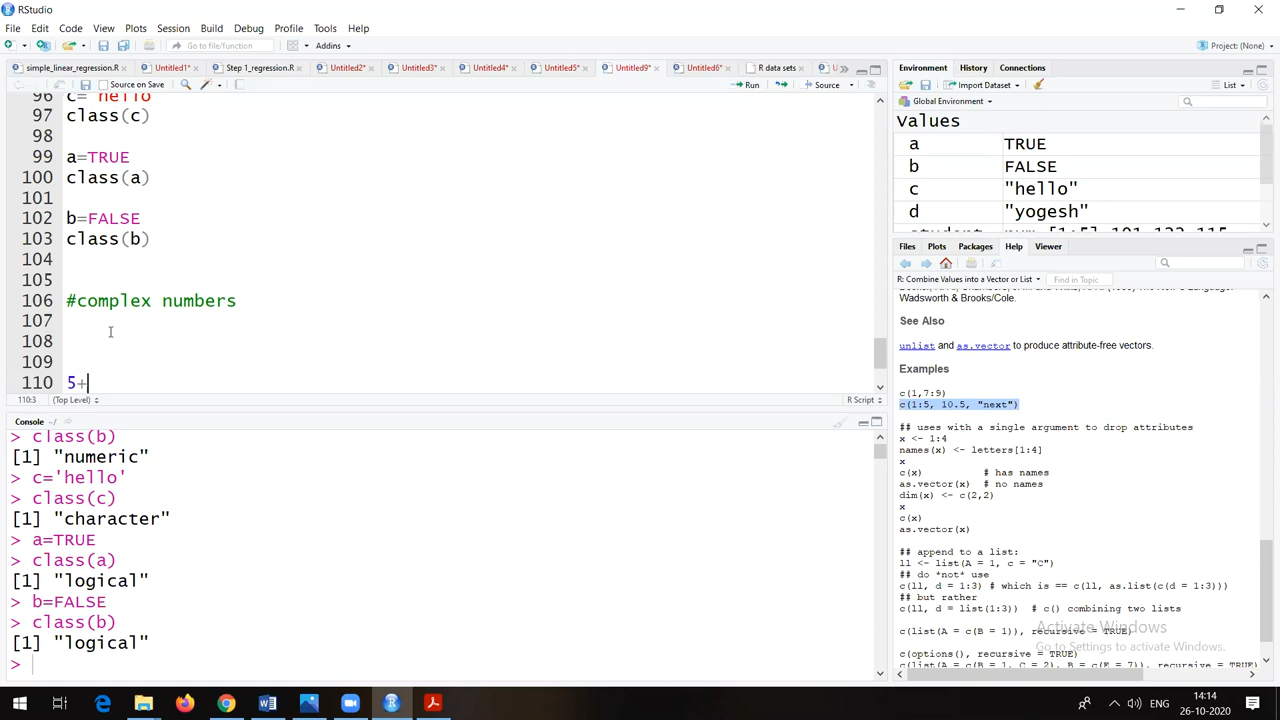 RStudio
File Edit Code View Plots Session Build Debug Profile Tools Help
Go to file/function Addins Project: (None)
simple_linear_regression.R Untitled1* Step 1_regression.R Untitled2* Untitled3* Untitled4* Untitled5* Untitled9* Untitled6* R data sets
Source on Save Run Source
96 c='hello'
97 class(c)
98
99 a=TRUE
100 class(a)
101
102 b=FALSE
103 class(b)
104
105
106 #complex numbers
107
108
109
110 5+
110:3 (Top Level) R Script
Console ~/
> class(b)
[1] "numeric"
> c='hello'
> class(c)
[1] "character"
> a=TRUE
> class(a)
[1] "logical"
> b=FALSE
> class(b)
[1] "logical"
>
Environment History Connections
Import Dataset List
Global Environment
Values
a TRUE
b FALSE
c "hello"
d "yogesh"
Files Plots Packages Help Viewer
R: Combine Values into a Vector or List Find in Topic
Wadsworth & Brooks/Cole.
See Also
unlist and as.vector to produce attribute-free vectors.
Examples
c(1,7:9)
c(1:5, 10.5, "next")
## uses with a single argument to drop attributes
x <- 1:4
names(x) <- letters[1:4]
x
c(x) # has names
as.vector(x) # no names
dim(x) <- c(2,2)
x
c(x)
as.vector(x)
## append to a list:
ll <- list(A = 1, c = "C")
## do *not* use
c(ll, d = 1:3) # which is == c(ll, as.list(c(d = 1:3)))
## but rather
c(ll, d = list(1:3)) # c() combining two lists
c(list(A = c(B = 1)), recursive = TRUE)
c(options(), recursive = TRUE)
c(list(A = c(B = 1, C = 2), B = c(E = 7)), recursive = TRUE)
Activate Windows
Go to Settings to activate Windows.
ENG
14:14
26-10-2020